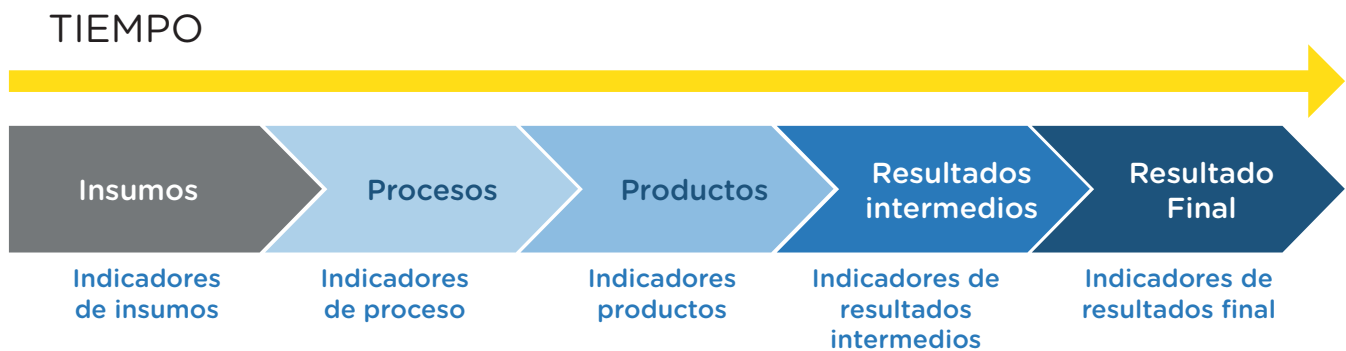 TIEMPO
Insumos
Procesos
Productos
Resultados
intermedios
Resultado
Final
Indicadores
de insumos
Indicadores
de proceso
Indicadores
productos
Indicadores de
resultados
intermedios
Indicadores de
resultados final